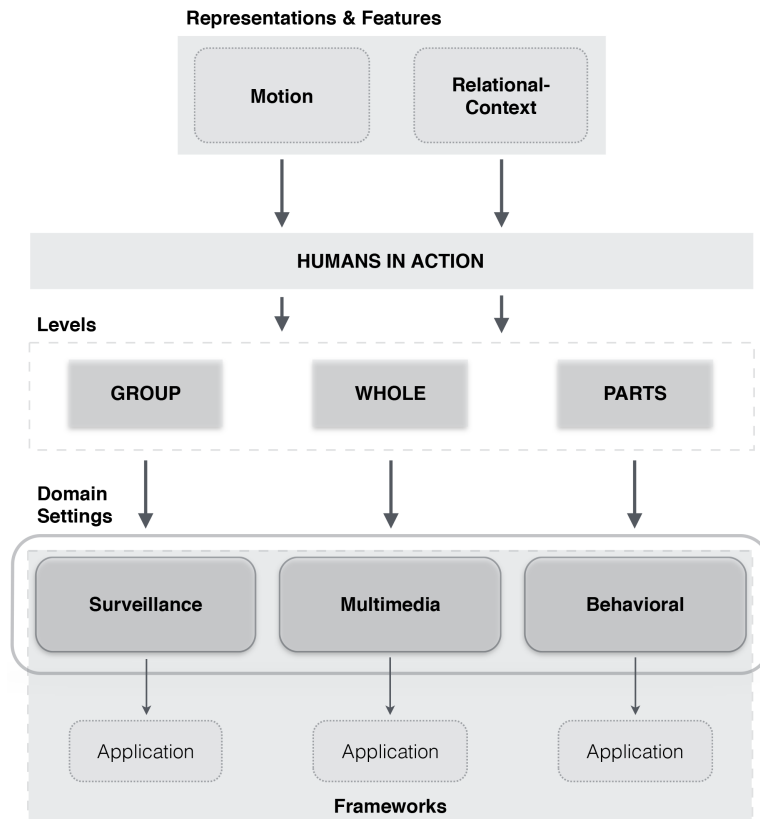 Representations & Features
Motion
Relational-
Context
HUMANS IN ACTION
Levels
GROUP
WHOLE
PARTS
Domain
Settings
Surveillance
Multimedia
Behavioral
Application
Application
Application
Frameworks